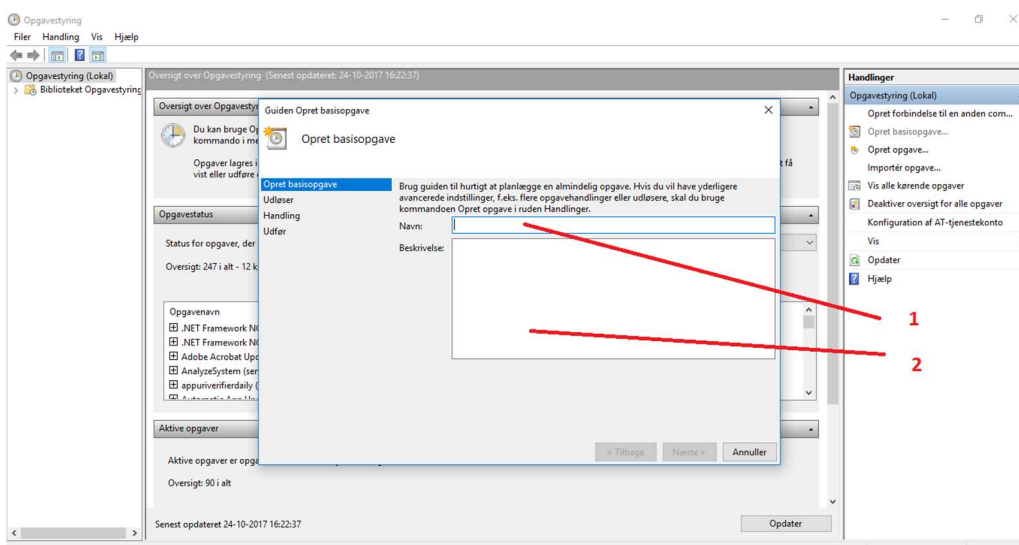 Opgavestyring
Filer Handling Vis Hjælp
Opgavestyring (Lokal)
Biblioteket Opgavestyring
Oversigt over Opgavestyring (Senest opdateret: 24-10-2017 16:22:37)
Oversigt over Opgavestyr
Du kan bruge Op
kommando i me
Opgaver lagres i
vist eller udføre
t få
Opgavestatus
Status for opgaver, der
Oversigt: 247 i alt - 12 k
Opgavenavn
.NET Framework NG
.NET Framework NG
Adobe Acrobat Upd
AnalyzeSystem (ser
appuriverifierdaily (
Aktive opgaver
Aktive opgaver er opga
Oversigt: 90 i alt
Senest opdateret 24-10-2017 16:22:37
Opdater
Guiden Opret basisopgave
Opret basisopgave
Opret basisopgave
Udløser
Handling
Udfør
Brug guiden til hurtigt at planlægge en almindelig opgave. Hvis du vil have yderligere
avancerede indstillinger, f.eks. flere opgavehandlinger eller udløsere, skal du bruge
kommandoen Opret opgave i ruden Handlinger.
Navn:
Beskrivelse:
< Tilbage Næste > Annuller
Handlinger
Opgavestyring (Lokal)
Opret forbindelse til en anden com...
Opret basisopgave...
Opret opgave...
Importér opgave...
Vis alle kørende opgaver
Deaktiver oversigt for alle opgaver
Konfiguration af AT-tjenestekonto
Vis
Opdater
Hjælp
1
2